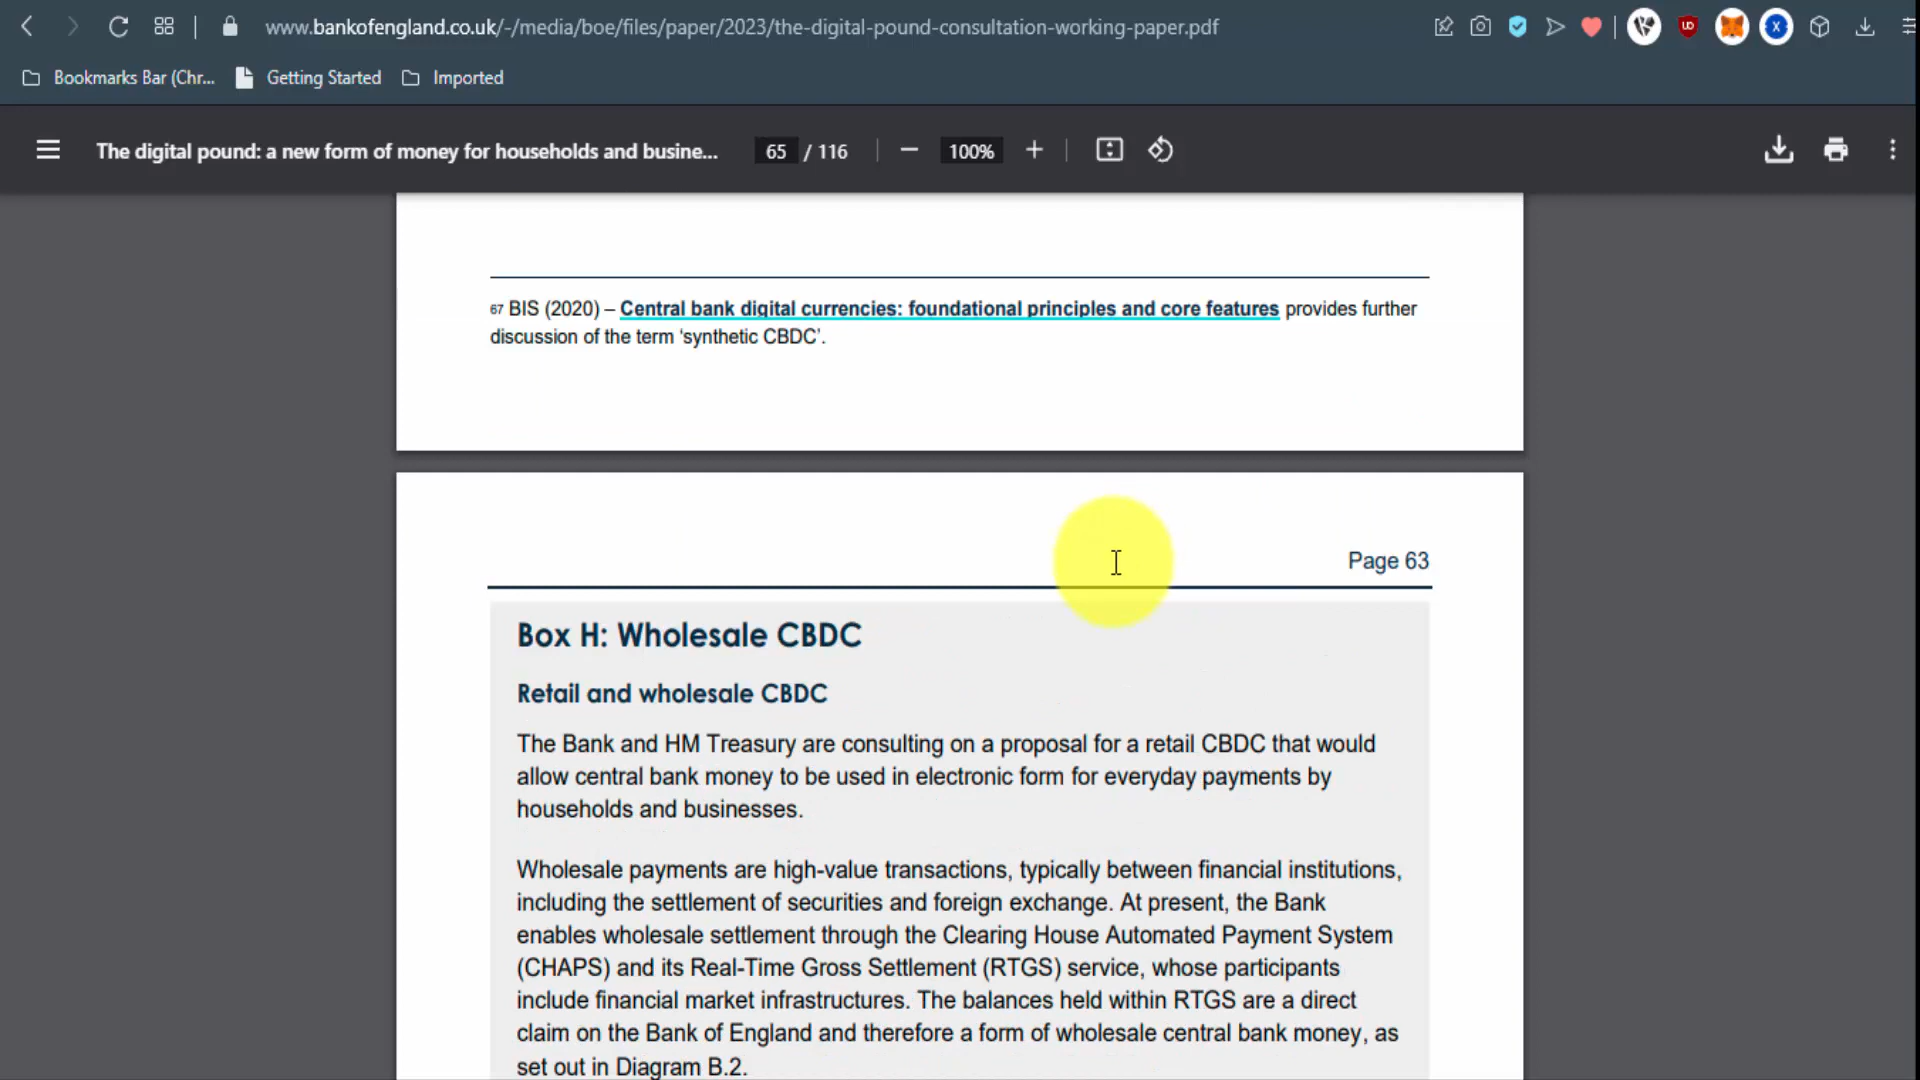 www.bankofengland.co.uk/-/media/boe/files/paper/2023/the-digital-pound-consultation-working-paper.pdf
Bookmarks Bar (Chr... Getting Started Imported
The digital pound: a new form of money for households and busine... 65 / 116 − 100% +
67 BIS (2020) – Central bank digital currencies: foundational principles and core features provides further
discussion of the term ‘synthetic CBDC’.
Page 63
Box H: Wholesale CBDC
Retail and wholesale CBDC
The Bank and HM Treasury are consulting on a proposal for a retail CBDC that would
allow central bank money to be used in electronic form for everyday payments by
households and businesses.
Wholesale payments are high-value transactions, typically between financial institutions,
including the settlement of securities and foreign exchange. At present, the Bank
enables wholesale settlement through the Clearing House Automated Payment System
(CHAPS) and its Real-Time Gross Settlement (RTGS) service, whose participants
include financial market infrastructures. The balances held within RTGS are a direct
claim on the Bank of England and therefore a form of wholesale central bank money, as
set out in Diagram B.2.